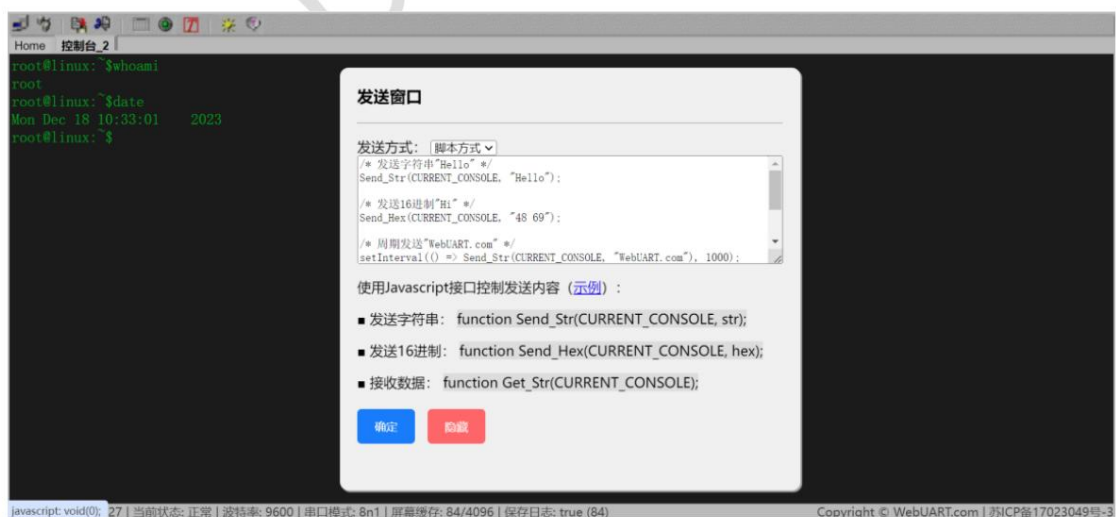 Home 控制台_2
root@linux:~$whoami
root
root@linux:~$date
Mon Dec 18 10:33:01 2023
root@linux:~$
发送窗口
发送方式： 脚本方式
/* 发送字符串"Hello" */
Send_Str(CURRENT_CONSOLE, "Hello");
/* 发送16进制"Hi" */
Send_Hex(CURRENT_CONSOLE, "48 69");
/* 周期发送"WebUART.com" */
setInterval(() => Send_Str(CURRENT_CONSOLE, "WebUART.com"), 1000);
使用Javascript接口控制发送内容（示例）:
■ 发送字符串： function Send_Str(CURRENT_CONSOLE, str);
■ 发送16进制： function Send_Hex(CURRENT_CONSOLE, hex);
■ 接收数据： function Get_Str(CURRENT_CONSOLE);
确定 隐藏
javascript: void(0); 27 | 当前状态: 正常 | 波特率: 9600 | 串口模式: 8n1 | 屏幕缓存: 84/4096 | 保存日志: true (84) Copyright © WebUART.com | 苏ICP备17023049号-3